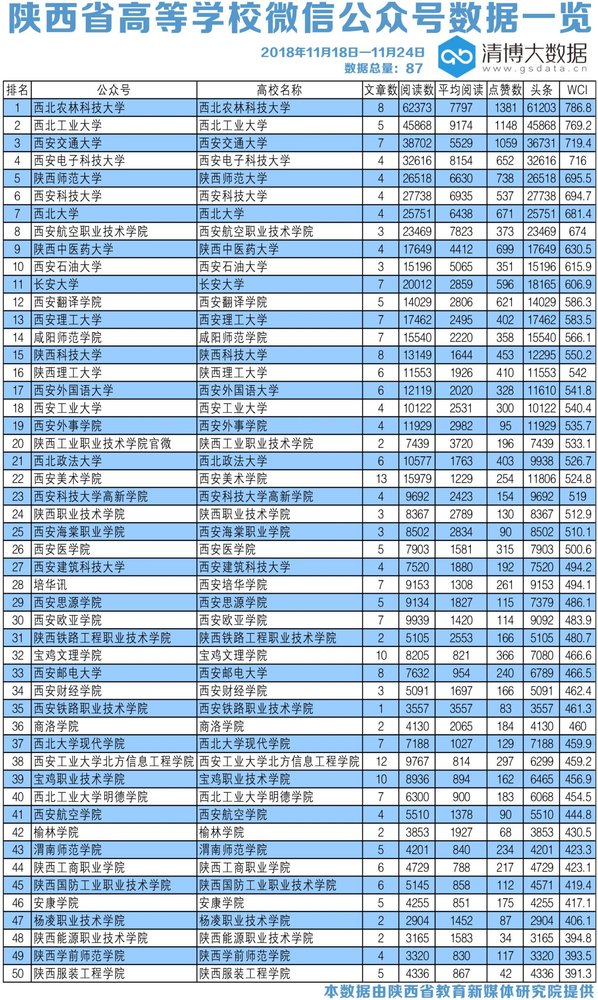 陕西省高等学校微信公众号数据一览
2018年11月18日—11月24日
数据总量：87
清博大数据
www.gsdata.cn
排名 公众号 高校名称 文章数 阅读数 平均阅读 点赞数 头条 WCI
1 西北农林科技大学 西北农林科技大学 8 62373 7797 1381 61203 786.8
2 西北工业大学 西北工业大学 5 45868 9174 1148 45868 769.2
3 西安交通大学 西安交通大学 7 38702 5529 1059 36731 719.4
4 西安电子科技大学 西安电子科技大学 4 32616 8154 652 32616 716
5 陕西师范大学 陕西师范大学 4 26518 6630 738 26518 695.5
6 西安科技大学 西安科技大学 4 27738 6935 537 27738 694.7
7 西北大学 西北大学 4 25751 6438 671 25751 681.4
8 西安航空职业技术学院 西安航空职业技术学院 3 23469 7823 373 23469 674
9 陕西中医药大学 陕西中医药大学 4 17649 4412 699 17649 630.5
10 西安石油大学 西安石油大学 3 15196 5065 351 15196 615.9
11 长安大学 长安大学 7 20012 2859 596 18165 606.9
12 西安翻译学院 西安翻译学院 5 14029 2806 621 14029 586.3
13 西安理工大学 西安理工大学 7 17462 2495 402 17462 583.5
14 咸阳师范学院 咸阳师范学院 7 15540 2220 358 15540 566.1
15 陕西科技大学 陕西科技大学 8 13149 1644 453 12295 550.2
16 陕西理工大学 陕西理工大学 6 11553 1926 410 11553 542
17 西安外国语大学 西安外国语大学 6 12119 2020 328 11610 541.8
18 西安工业大学 西安工业大学 4 10122 2531 300 10122 540.4
19 西安外事学院 西安外事学院 4 11929 2982 95 11929 535.7
20 陕西工业职业技术学院官微 陕西工业职业技术学院 2 7439 3720 196 7439 533.1
21 西北政法大学 西北政法大学 6 10577 1763 403 9938 526.7
22 西安美术学院 西安美术学院 13 15979 1229 254 11806 524.8
23 西安科技大学高新学院 西安科技大学高新学院 4 9692 2423 154 9692 519
24 陕西职业技术学院 陕西职业技术学院 3 8367 2789 130 8367 512.9
25 西安海棠职业学院 西安海棠职业学院 3 8502 2834 90 8502 510.1
26 西安医学院 西安医学院 5 7903 1581 315 7903 500.6
27 西安建筑科技大学 西安建筑科技大学 4 7520 1880 192 7520 494.2
28 培华讯 西安培华学院 7 9153 1308 261 9153 494.1
29 西安思源学院 西安思源学院 5 9134 1827 115 7379 486.1
30 西安欧亚学院 西安欧亚学院 7 9939 1420 114 9092 483.9
31 陕西铁路工程职业技术学院 陕西铁路工程职业技术学院 2 5105 2553 166 5105 480.7
32 宝鸡文理学院 宝鸡文理学院 10 8205 821 366 7080 466.6
33 西安邮电大学 西安邮电大学 8 7632 954 240 6789 466.5
34 西安财经学院 西安财经学院 3 5091 1697 166 5091 462.4
35 西安铁路职业技术学院 西安铁路职业技术学院 1 3557 3557 83 3557 461.3
36 商洛学院 商洛学院 2 4130 2065 184 4130 460
37 西北大学现代学院 西北大学现代学院 7 7188 1027 129 7188 459.9
38 西安工业大学北方信息工程学院 西安工业大学北方信息工程学院 12 9767 814 297 6299 459.2
39 宝鸡职业技术学院 宝鸡职业技术学院 10 8936 894 162 6465 456.9
40 西北工业大学明德学院 西北工业大学明德学院 7 6300 900 183 6068 454.5
41 西安航空学院 西安航空学院 4 5510 1378 90 5510 444.8
42 榆林学院 榆林学院 2 3853 1927 68 3853 430.5
43 渭南师范学院 渭南师范学院 5 4201 840 234 4201 423.3
44 陕西工商职业学院 陕西工商职业学院 6 4729 788 217 4729 423.1
45 陕西国防工业职业技术学院 陕西国防工业职业技术学院 6 5145 858 112 4571 419.4
46 安康学院 安康学院 5 4255 851 175 4255 417.1
47 杨凌职业技术学院 杨凌职业技术学院 2 2904 1452 87 2904 406.1
48 陕西能源职业技术学院 陕西能源职业技术学院 2 3165 1583 34 3165 394.8
49 陕西学前师范学院 陕西学前师范学院 4 3320 830 117 3320 393.5
50 陕西服装工程学院 陕西服装工程学院 5 4336 867 42 4336 391.3
本数据由陕西省教育新媒体研究院提供